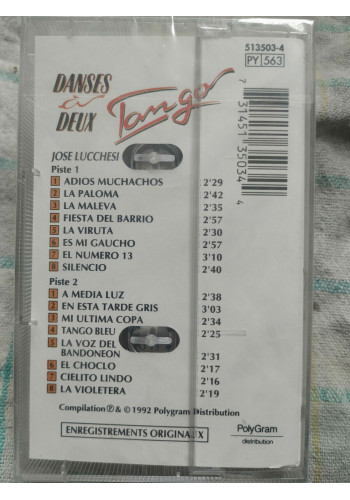 513503-4
PY 563
DANSES
à
DEUX
Tango
7 31451 35034 4
JOSE LUCCHESI
Piste 1
1 ADIOS MUCHACHOS 2'29
2 LA PALOMA 2'42
3 LA MALEVA 2'35
4 FIESTA DEL BARRIO 2'57
5 LA VIRUTA 2'30
6 ES MI GAUCHO 2'57
7 EL NUMERO 13 3'10
8 SILENCIO 2'40
Piste 2
1 A MEDIA LUZ 2'38
2 EN ESTA TARDE GRIS 3'03
3 MI ULTIMA COPA 2'34
4 TANGO BLEU 2'25
5 LA VOZ DEL
BANDONEON 2'31
6 EL CHOCLO 2'17
7 CIELITO LINDO 2'16
8 LA VIOLETERA 2'19
Compilation Ⓟ & © 1992 Polygram Distribution
ENREGISTREMENTS ORIGINAUX
PolyGram
distribution